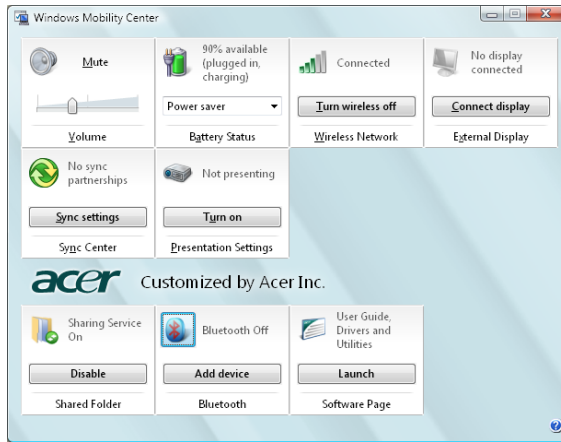 Windows Mobility Center
Mute
Volume
90% available
(plugged in,
charging)
Power saver
Battery Status
Connected
Turn wireless off
Wireless Network
No display
connected
Connect display
External Display
No sync
partnerships
Sync settings
Sync Center
Not presenting
Turn on
Presentation Settings
acer Customized by Acer Inc.
Sharing Service
On
Disable
Shared Folder
Bluetooth Off
Add device
Bluetooth
User Guide,
Drivers and
Utilities
Launch
Software Page
?